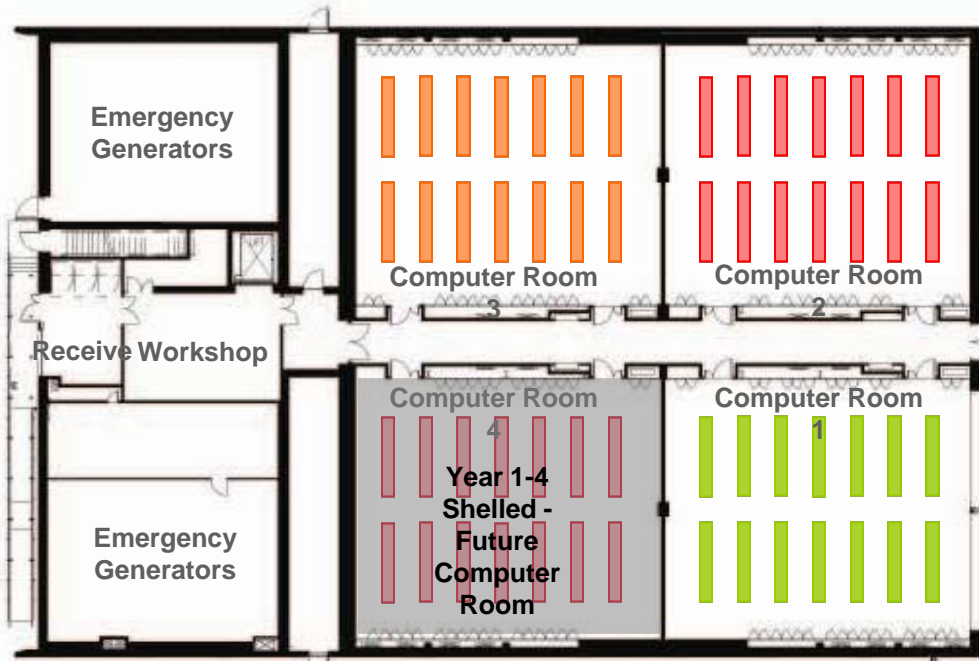 Emergency
Generators
Computer Room
3
Computer Room
2
Receive
Workshop
Computer Room
4
Year 1-4
Shelled -
Future
Computer
Room
Computer Room
1
Emergency
Generators